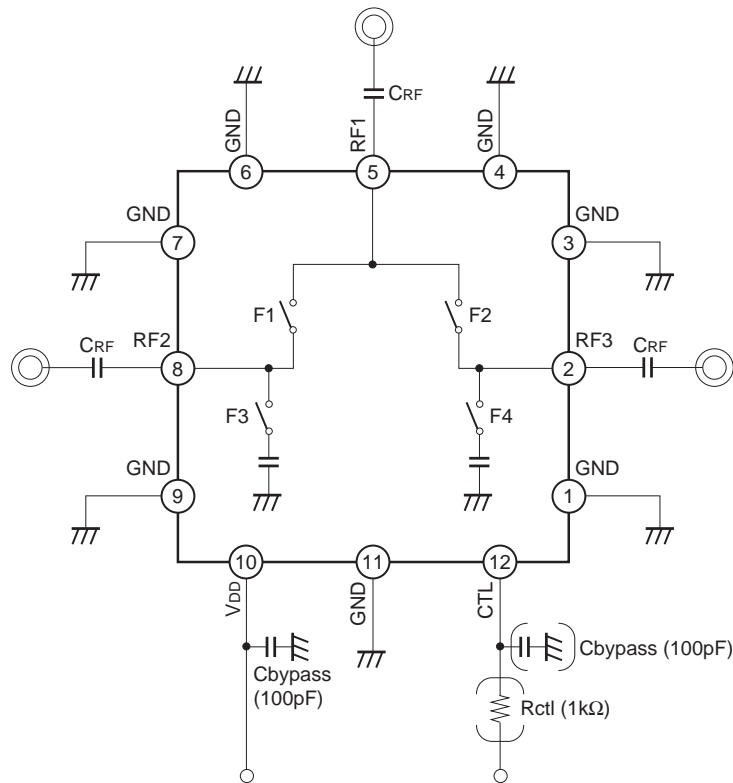 CRF
GND
RF1
GND
6
5
4
GND
7
GND
3
F1
F2
CRF
RF2
8
RF3
2
CRF
F3
F4
GND
9
GND
1
10
11
12
VDD
GND
CTL
Cbypass
(100pF)
Cbypass (100pF)
Rctl (1kΩ)